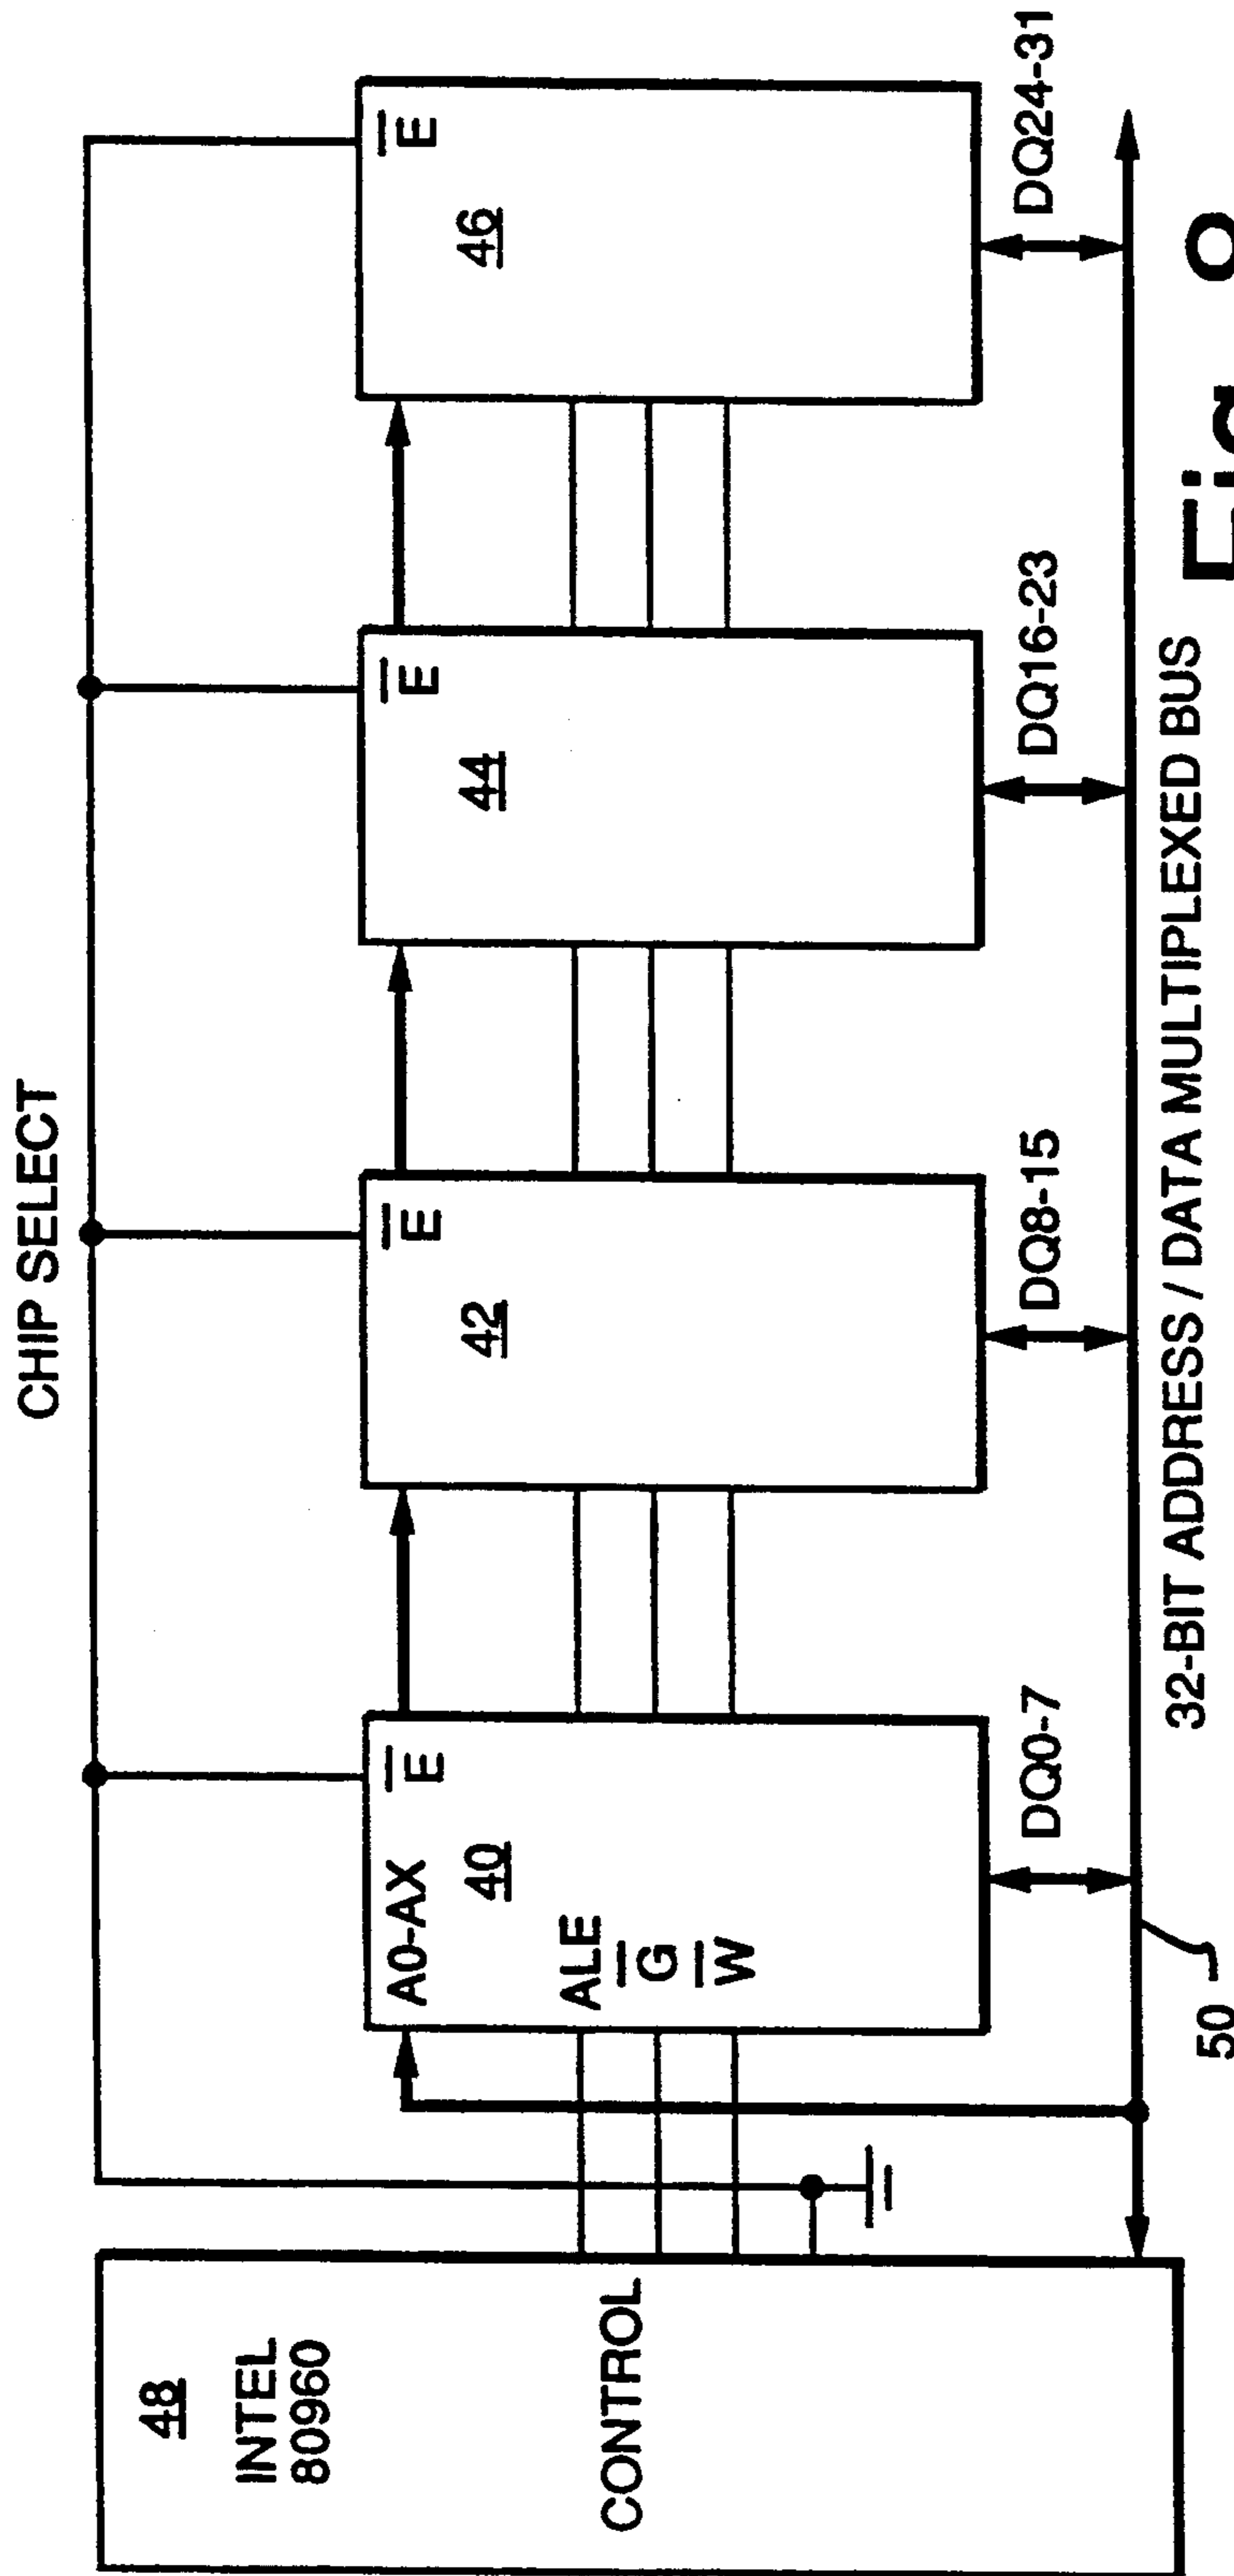 CHIP SELECT
48
INTEL
80960
CONTROL
A0-AX
E̅
40
ALE
G̅
W̅
E̅
42
E̅
44
E̅
46
DQ0-7
DQ8-15
DQ16-23
DQ24-31
50
32-BIT ADDRESS / DATA MULTIPLEXED BUS
Fig